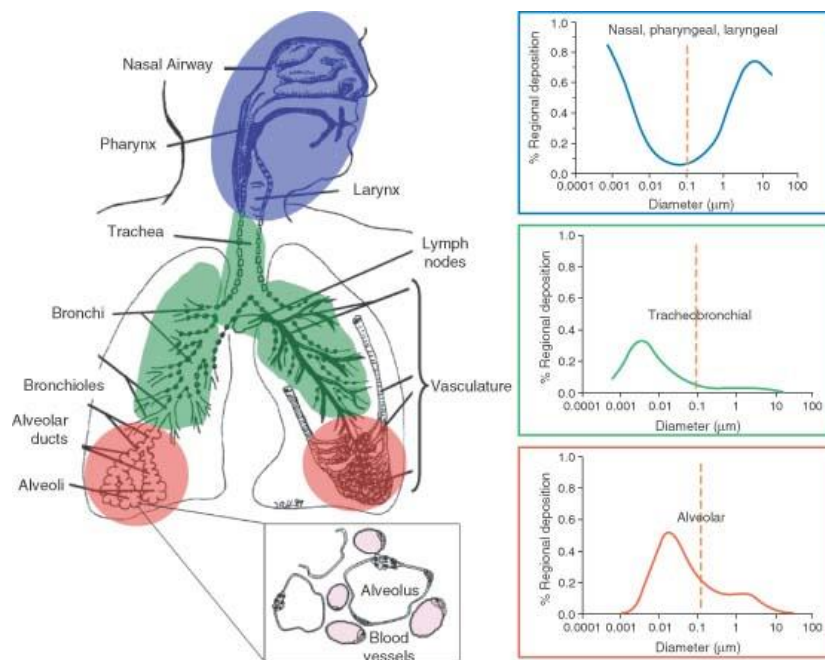 Nasal Airway
Pharynx
Larynx
Trachea
Lymph
nodes
Bronchi
Bronchioles
Vasculature
Alveolar
ducts
Alveoli
Alveolus
Blood
vessels
Nasal, pharyngeal, laryngeal
% Regional deposition
1.0
0.8
0.6
0.4
0.2
0.0
0.0001 0.001 0.01 0.1 1 10 100
Diameter (µm)
Tracheobronchial
% Regional deposition
1.0
0.8
0.6
0.4
0.2
0
0.0001 0.001 0.01 0.1 1 10 100
Diameter (µm)
Alveolar
% Regional deposition
1.0
0.8
0.6
0.4
0.2
0
0.0001 0.001 0.01 0.1 1 10 100
Diameter (µm)